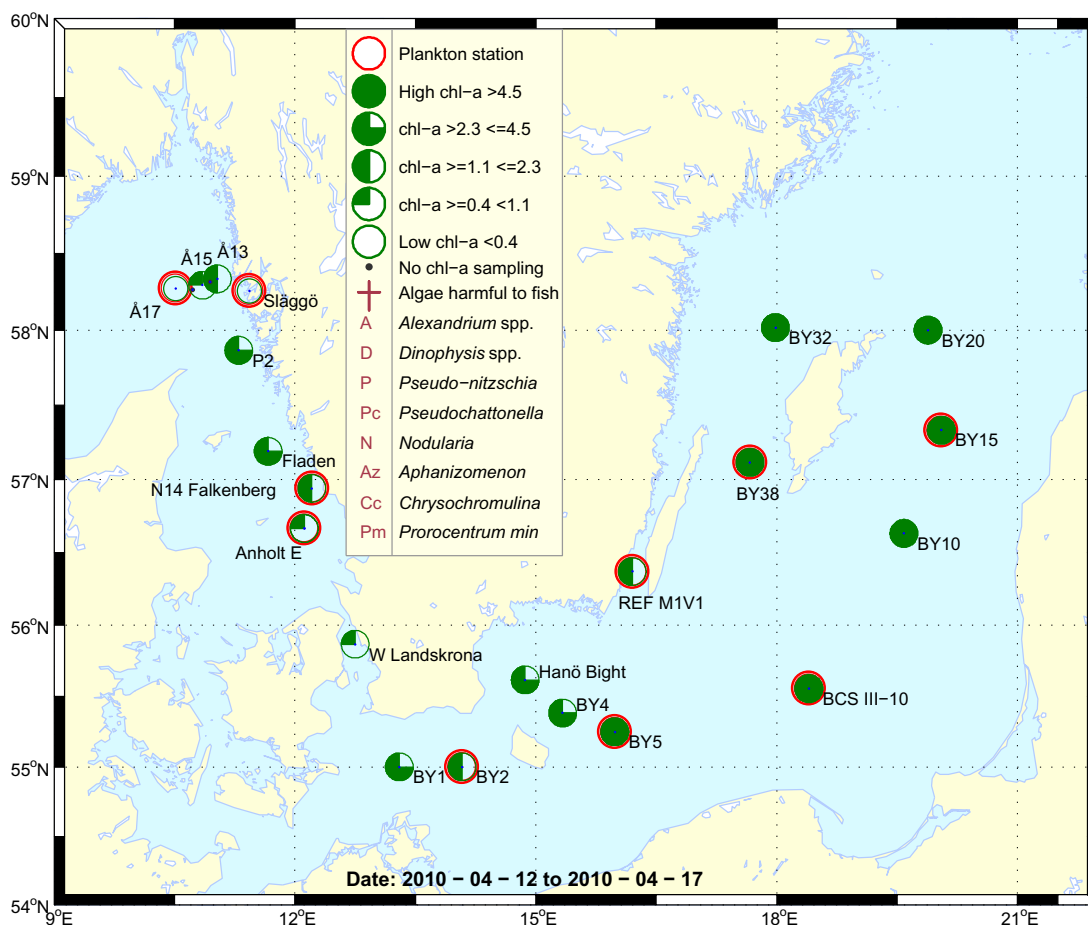 60°N
59°N
58°N
57°N
56°N
55°N
54°N
9°E
12°E
15°E
18°E
21°E
Plankton station
High chl−a >4.5
chl−a >2.3 <=4.5
chl−a >=1.1 <=2.3
chl−a >=0.4 <1.1
Low chl−a <0.4
No chl−a sampling
Algae harmful to fish
A Alexandrium spp.
D Dinophysis spp.
P Pseudo−nitzschia
Pc Pseudochattonella
N Nodularia
Az Aphanizomenon
Cc Chrysochromulina
Pm Prorocentrum min
Å13
Å15
Å17
Släggö
P2
Fladen
N14 Falkenberg
Anholt E
W Landskrona
Hanö Bight
BY4
BY5
BY1
BY2
REF M1V1
BY32
BY20
BY15
BY38
BY10
BCS III−10
Date: 2010 − 04 − 12 to 2010 − 04 − 17